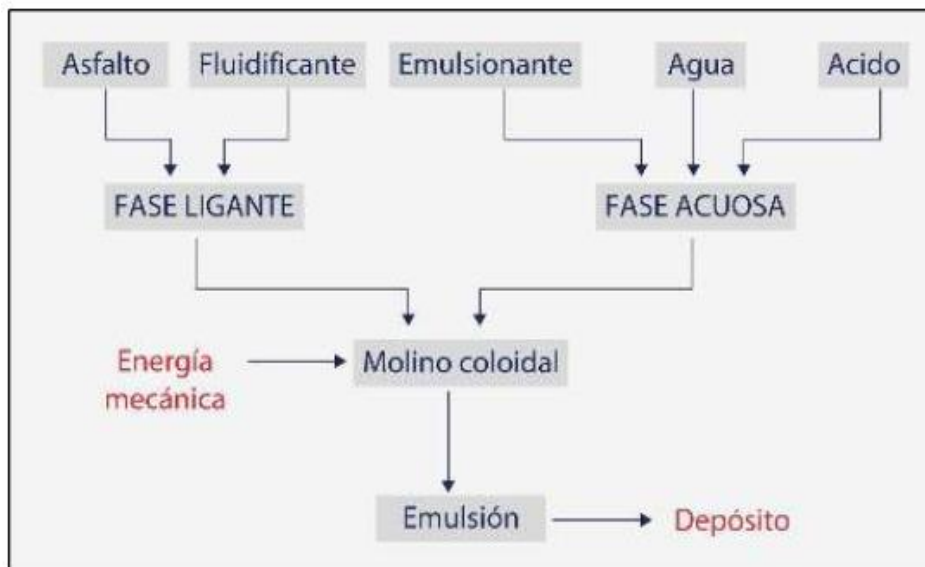 Asfalto
Fluidificante
Emulsionante
Agua
Acido
FASE LIGANTE
FASE ACUOSA
Energía
mecánica
Molino coloidal
Emulsión
Depósito